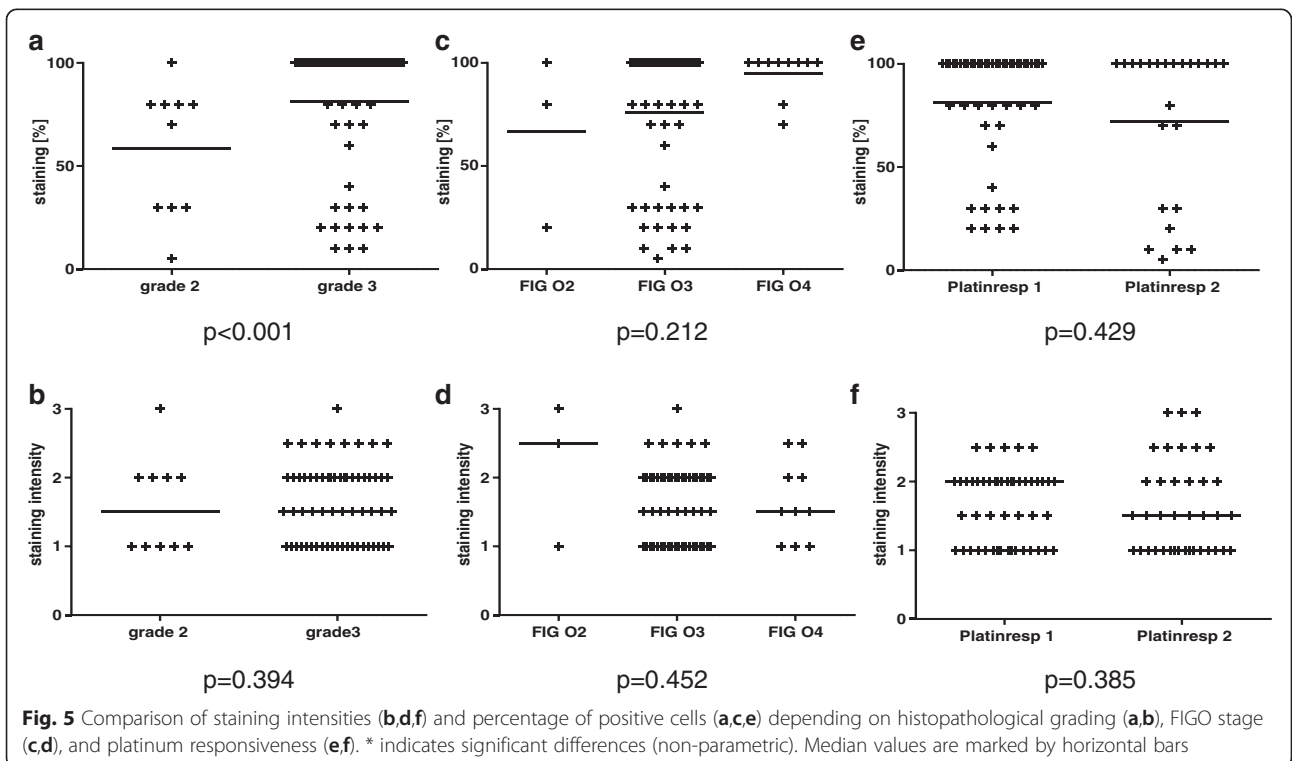 a
c
e
100
50
0
staining [%]
grade 2
grade 3
p<0.001
100
50
0
staining [%]
FIG O2
FIG O3
FIG O4
p=0.212
100
50
0
staining [%]
Platinresp 1
Platinresp 2
p=0.429
b
d
f
3
2
1
0
staining intensity
grade 2
grade3
p=0.394
3
2
1
0
staining intensity
FIG O2
FIG O3
FIG O4
p=0.452
3
2
1
0
staining intensity
Platinresp 1
Platinresp 2
p=0.385
Fig. 5 Comparison of staining intensities (b,d,f) and percentage of positive cells (a,c,e) depending on histopathological grading (a,b), FIGO stage
(c,d), and platinum responsiveness (e,f). * indicates significant differences (non-parametric). Median values are marked by horizontal bars